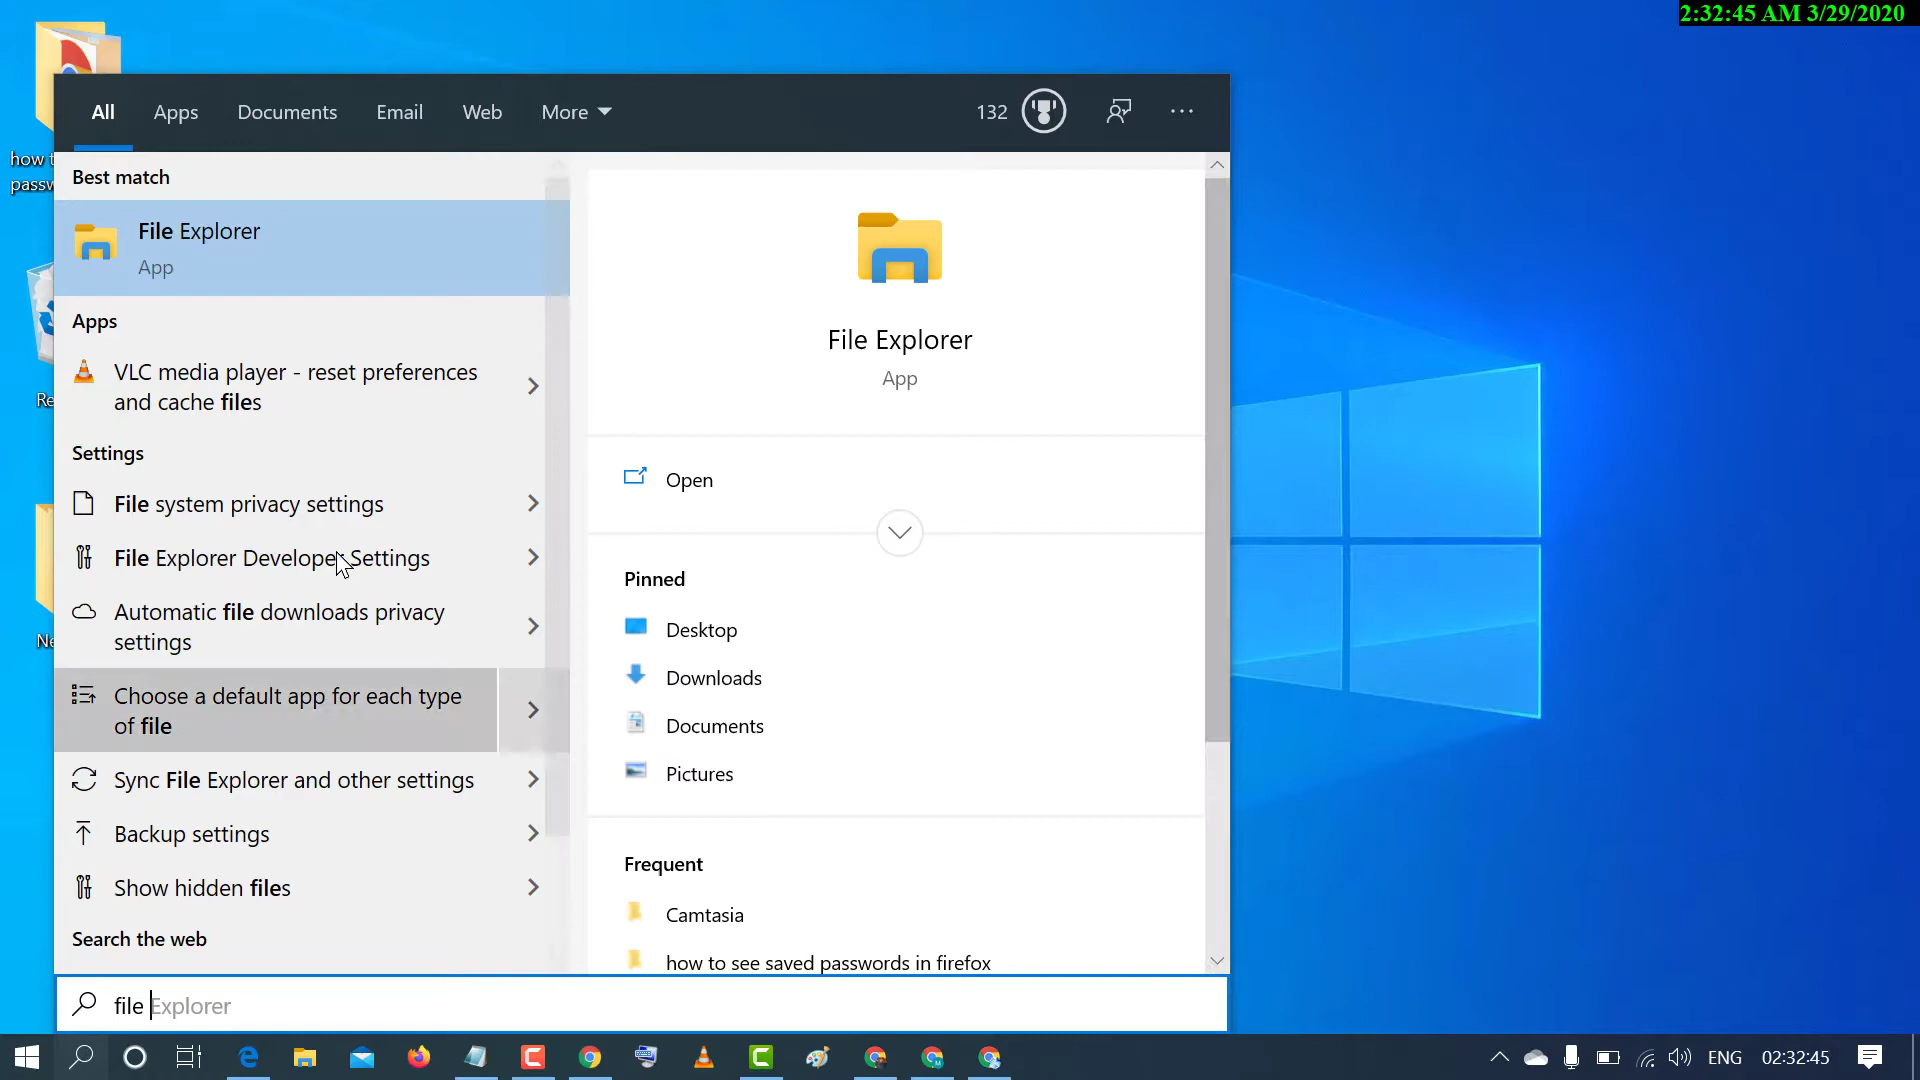 2:32:45 AM 3/29/2020
how t
passw
Re
Ne
All Apps Documents Email Web More
132
Best match
File Explorer
App
Apps
VLC media player - reset preferences
and cache files
Settings
File system privacy settings
File Explorer Developer Settings
Automatic file downloads privacy
settings
Choose a default app for each type
of file
Sync File Explorer and other settings
Backup settings
Show hidden files
Search the web
File Explorer
App
Open
Pinned
Desktop
Downloads
Documents
Pictures
Frequent
Camtasia
how to see saved passwords in firefox
file Explorer
ENG 02:32:45